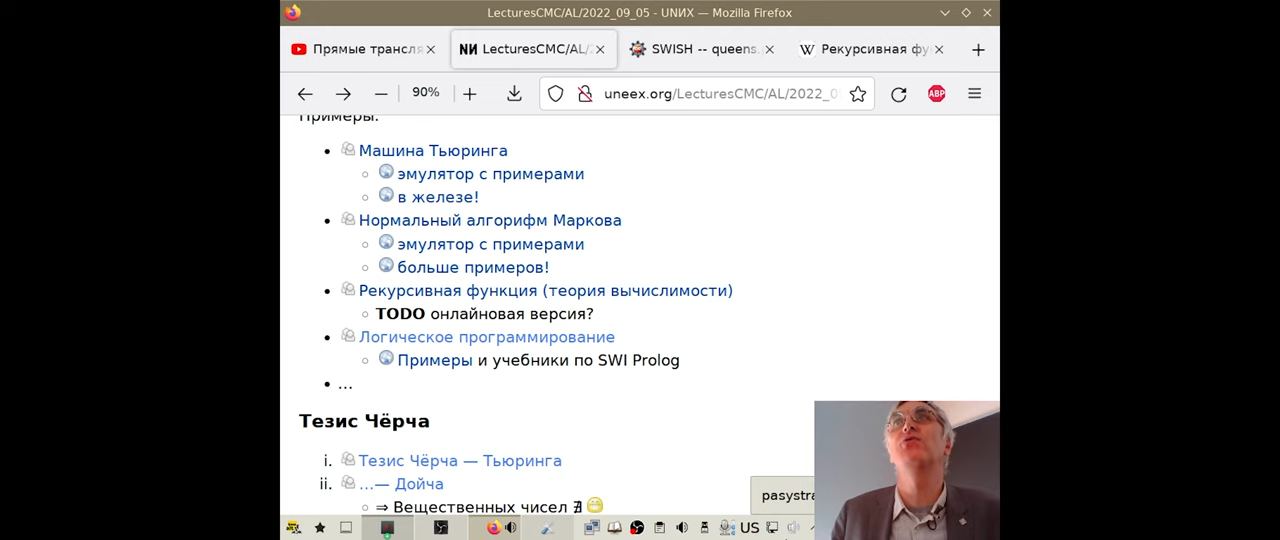 LecturesCMC/AL/2022_09_05 - UNИX — Mozilla Firefox
Прямые трансля
NИ LecturesCMC/AL/
SWISH -- queens.
W Рекурсивная фу
90%
uneex.org/LecturesCMC/AL/2022_0
ABP
Примеры:
Машина Тьюринга
эмулятор с примерами
в железе!
Нормальный алгорифм Маркова
эмулятор с примерами
больше примеров!
Рекурсивная функция (теория вычислимости)
TODO онлайновая версия?
Логическое программирование
Примеры и учебники по SWI Prolog
...
Тезис Чёрча
i. Тезис Чёрча — Тьюринга
ii. ...— Дойча
⇒ Вещественных чисел ∄
pasystra
US